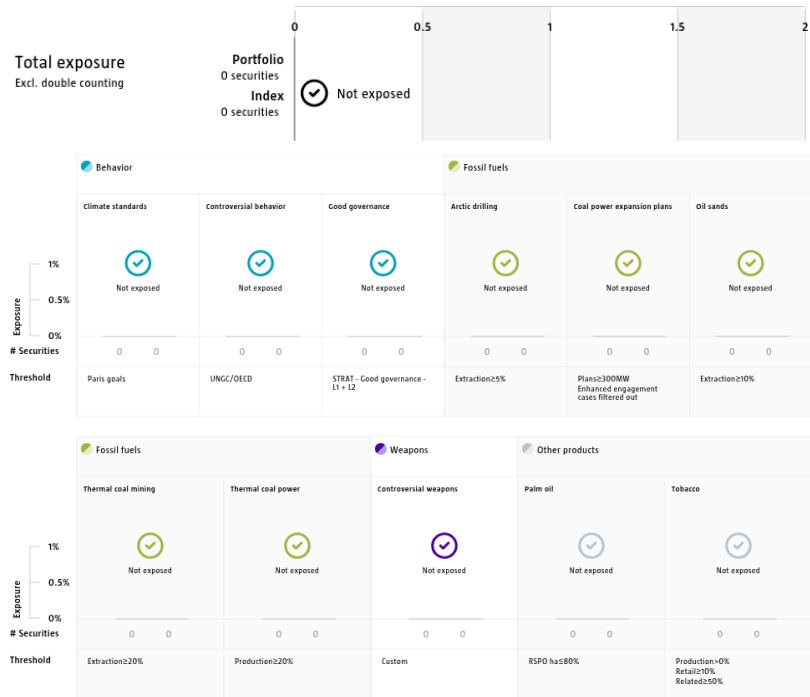 0 0.5 1 1.5 2
Total exposure
Excl. double counting
Portfolio
0 securities
Index
0 securities
Not exposed
Behavior
Fossil fuels
Climate standards
Controversial behavior
Good governance
Arctic drilling
Coal power expansion plans
Oil sands
Not exposed
Not exposed
Not exposed
Not exposed
Not exposed
Not exposed
Exposure
1%
0.5%
0%
# Securities
0 0 0 0 0 0 0 0 0 0 0 0
Threshold
Paris goals
UNGC/OECD
STRAT - Good governance -
L1 + L2
Extraction≥5%
Plans≥300MW
Enhanced engagement
cases filtered out
Extraction≥10%
Fossil fuels
Weapons
Other products
Thermal coal mining
Thermal coal power
Controversial weapons
Palm oil
Tobacco
Not exposed
Not exposed
Not exposed
Not exposed
Not exposed
Exposure
1%
0.5%
0%
# Securities
0 0 0 0 0 0 0 0 0 0
Threshold
Extraction≥20%
Production≥20%
Custom
RSPO ha≤80%
Production>0%
Retail≥10%
Related≥50%